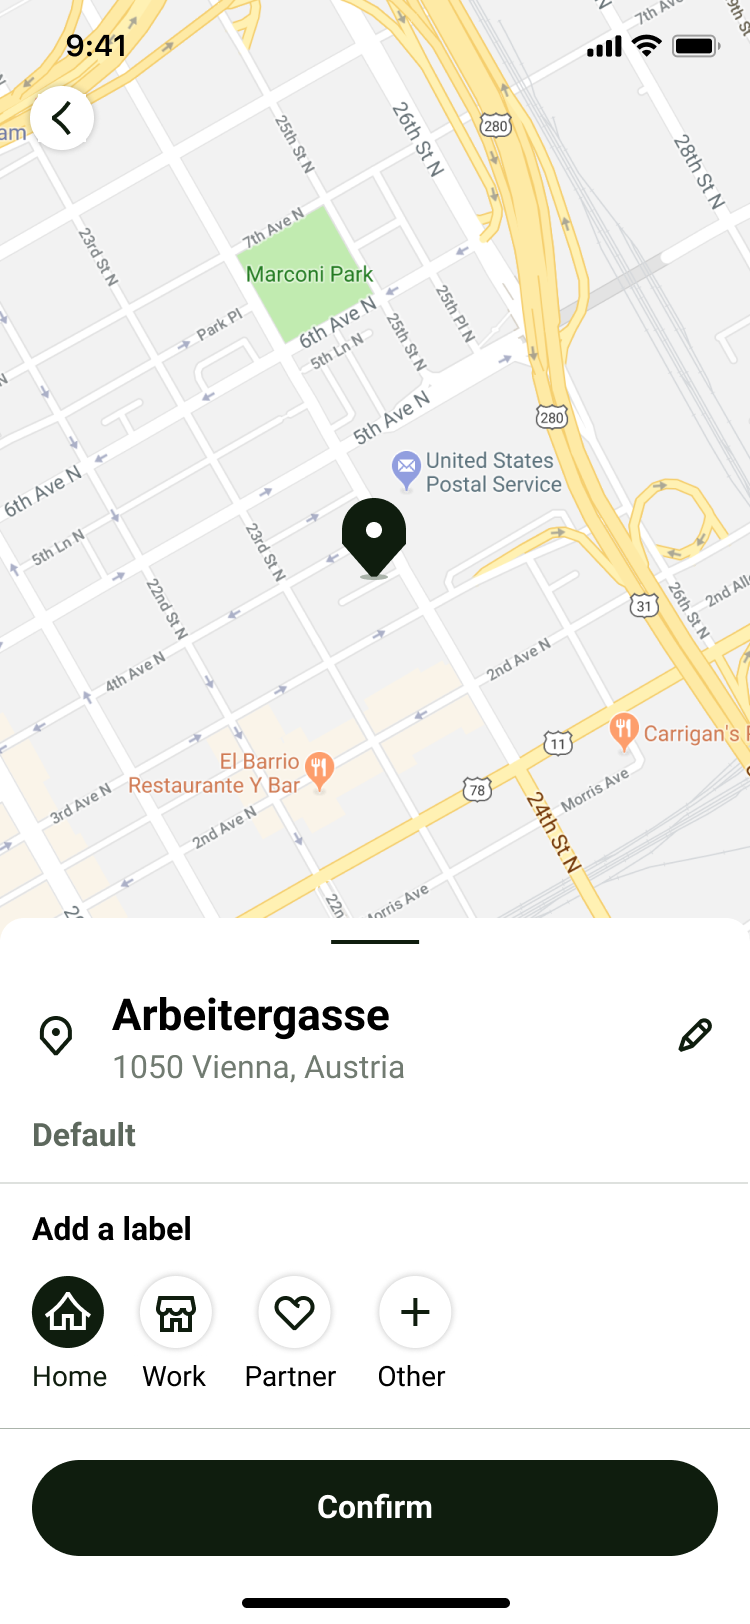 9:41
7th Ave N
9th St N
am
280
26th St N
25th St N
28th St N
7th Ave N
23rd St N
Marconi Park
25th Pl N
Park Pl
6th Ave N
25th St N
5th Ln N
5th Ave N
280
United States
Postal Service
6th Ave N
5th Ln N
23rd St N
22nd St N
31
26th St N
2nd Alle
4th Ave N
2nd Ave N
11
Carrigan's
El Barrio
Restaurante Y Bar
78
3rd Ave N
2nd Ave N
24th St N
Morris Ave
22n
Morris Ave
Arbeitergasse
1050 Vienna, Austria
Default
Add a label
Home
Work
Partner
Other
Confirm